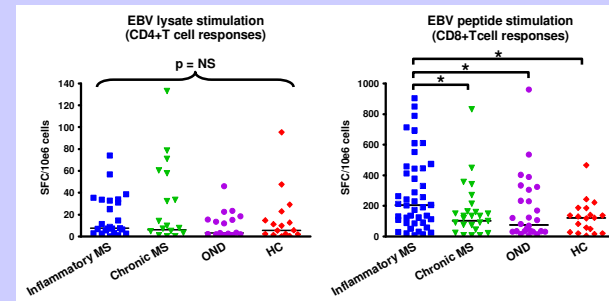 EBV lysate stimulation
(CD4+T cell responses)
p = NS
SFC/10e6 cells
140
120
100
80
60
40
20
0
Inflammatory MS
Chronic MS
OND
HC
EBV peptide stimulation
(CD8+Tcell responses)
*
*
*
SFC/10e6 cells
1000
800
600
400
200
0
Inflammatory MS
Chronic MS
OND
HC